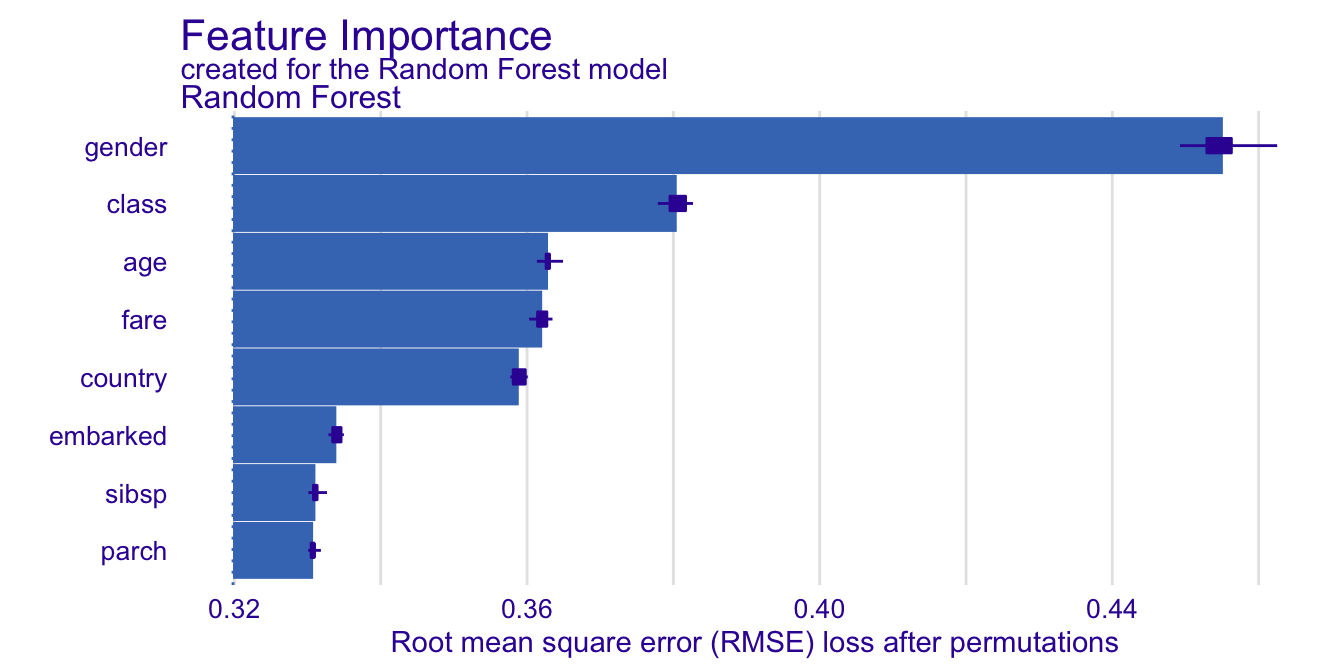 Feature Importance
created for the Random Forest model
Random Forest
gender
class
age
fare
country
embarked
sibsp
parch
0.32 0.36 0.40 0.44
Root mean square error (RMSE) loss after permutations